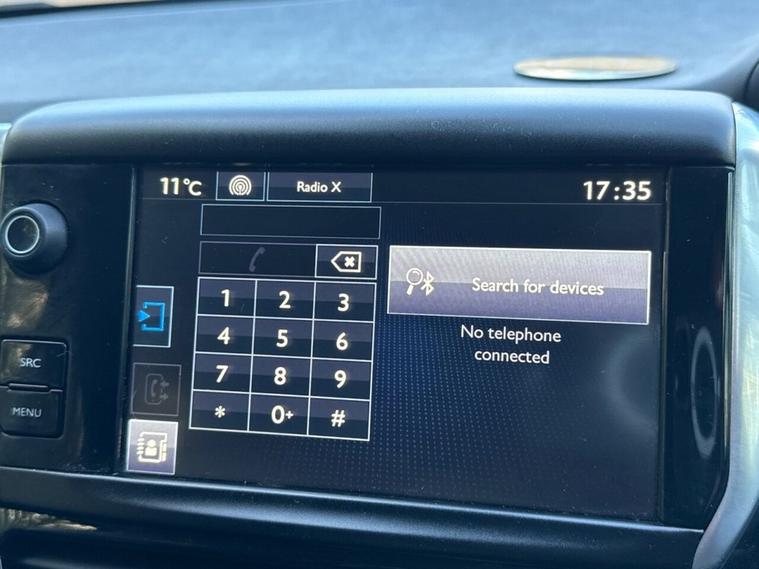 11°C
Radio X
17:35
Search for devices
No telephone
connected
1 2 3
4 5 6
7 8 9
* 0+ #
SRC
MENU